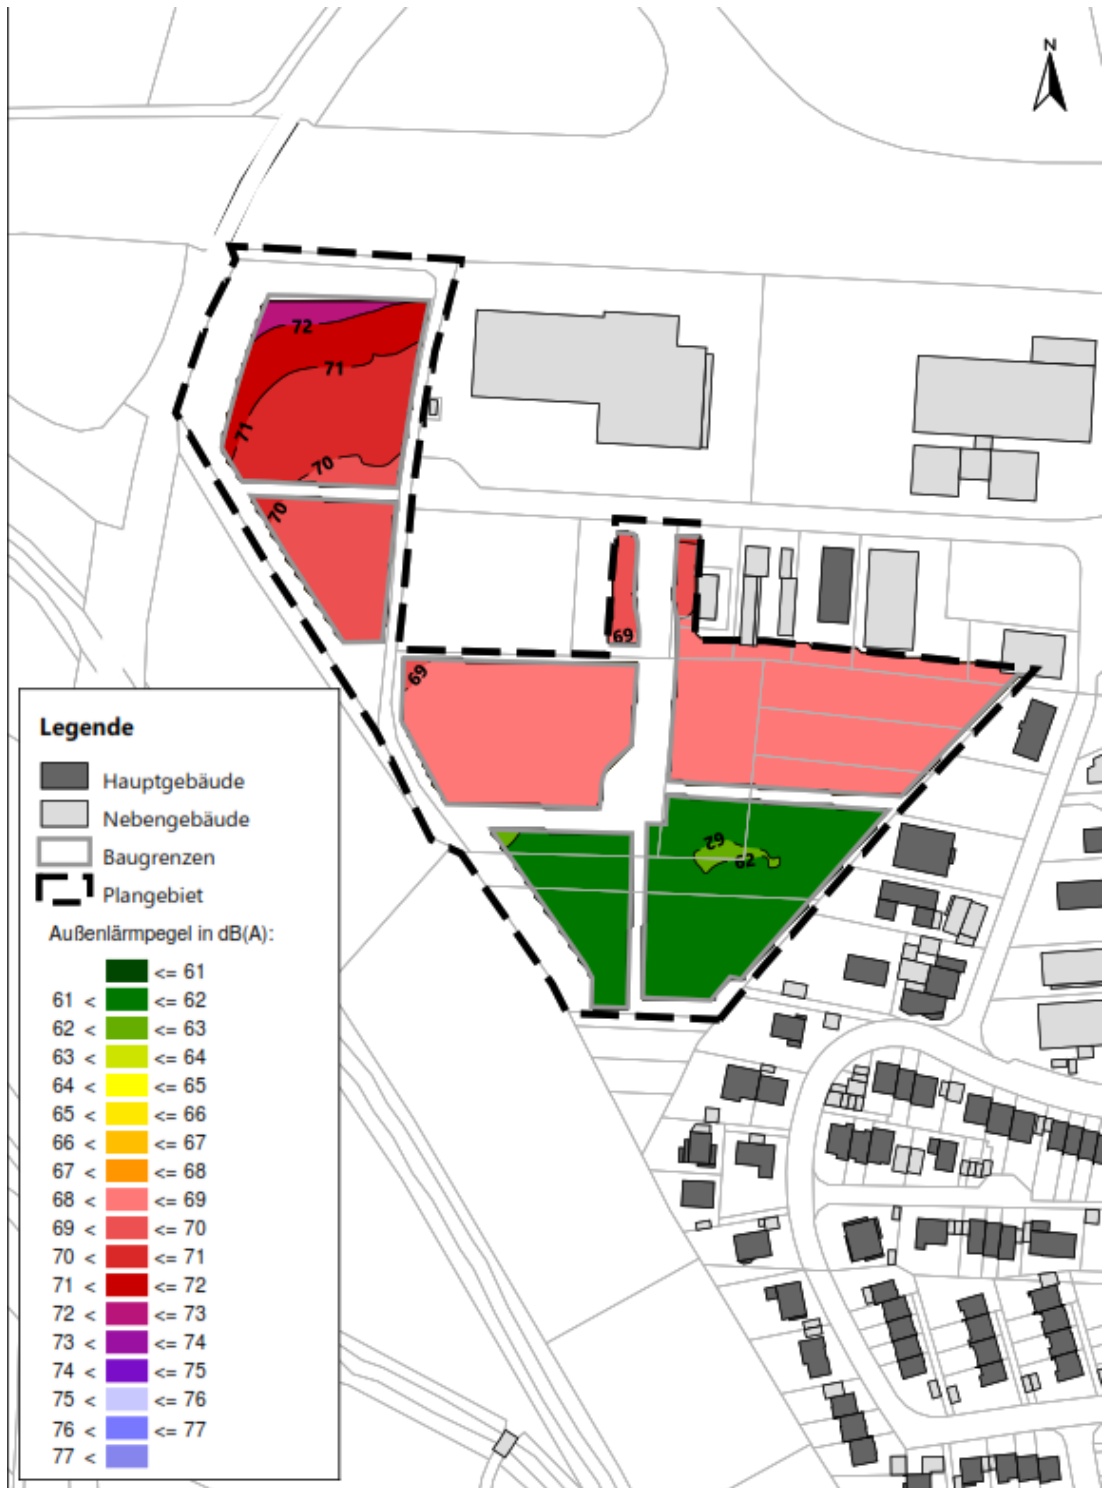 N
72
71
71
70
70
69
69
62
62
Legende
Hauptgebäude
Nebengebäude
Baugrenzen
Plangebiet
Außenlärmpegel in dB(A):
<= 61
61 < <= 62
62 < <= 63
63 < <= 64
64 < <= 65
65 < <= 66
66 < <= 67
67 < <= 68
68 < <= 69
69 < <= 70
70 < <= 71
71 < <= 72
72 < <= 73
73 < <= 74
74 < <= 75
75 < <= 76
76 < <= 77
77 <